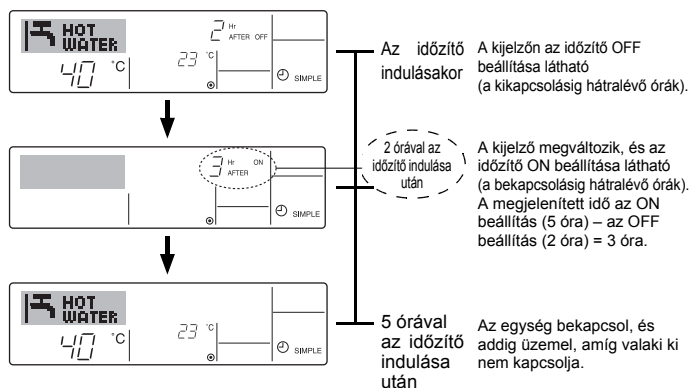 HOT
WATER
2 Hr
AFTER OFF
23 °C
40 °C
SIMPLE
Az időzítő
indulásakor
A kijelzőn az időzítő OFF
beállítása látható
(a kikapcsolásig hátralévő órák).
3 Hr ON
AFTER
SIMPLE
2 órával az
időzítő indulása
után
A kijelző megváltozik, és az
időzítő ON beállítása látható
(a bekapcsolásig hátralévő órák).
A megjelenített idő az ON
beállítás (5 óra) – az OFF
beállítás (2 óra) = 3 óra.
HOT
WATER
23 °C
40 °C
SIMPLE
5 órával
az időzítő
indulása
után
Az egység bekapcsol, és
addig üzemel, amíg valaki ki
nem kapcsolja.